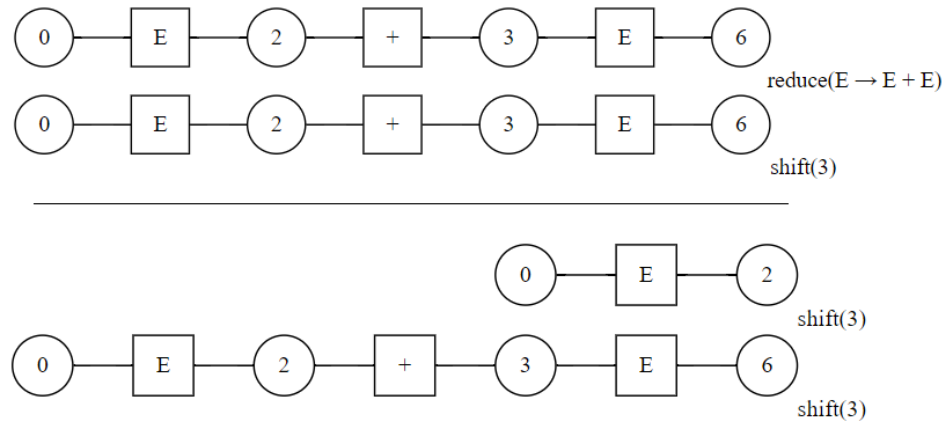 0 E 2 + 3 E 6
reduce(E → E + E)
0 E 2 + 3 E 6
shift(3)
0 E 2
shift(3)
0 E 2 + 3 E 6
shift(3)